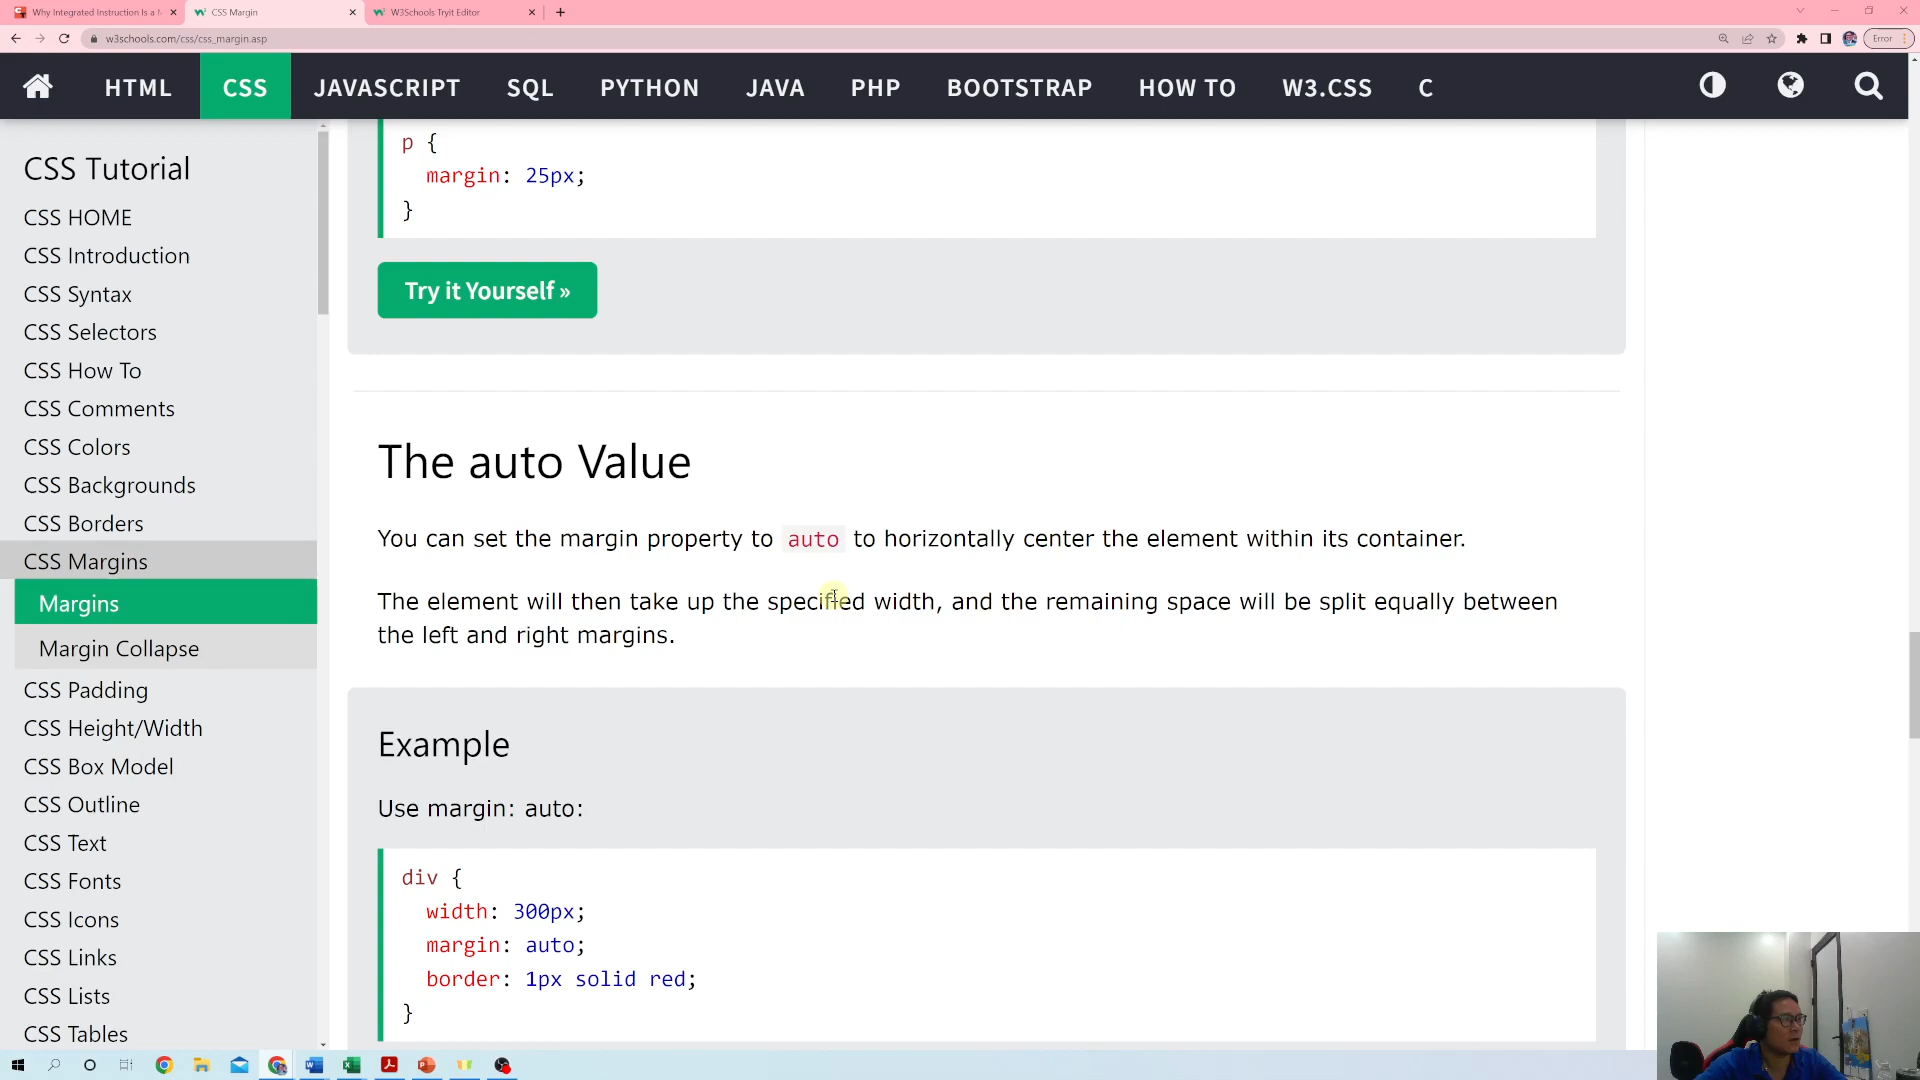 Why Integrated Instruction Is a M
CSS Margin
W3Schools Tryit Editor
w3schools.com/css/css_margin.asp
Error
HTML CSS JAVASCRIPT SQL PYTHON JAVA PHP BOOTSTRAP HOW TO W3.CSS C
CSS Tutorial
CSS HOME
CSS Introduction
CSS Syntax
CSS Selectors
CSS How To
CSS Comments
CSS Colors
CSS Backgrounds
CSS Borders
CSS Margins
Margins
Margin Collapse
CSS Padding
CSS Height/Width
CSS Box Model
CSS Outline
CSS Text
CSS Fonts
CSS Icons
CSS Links
CSS Lists
CSS Tables
p {
margin: 25px;
}
Try it Yourself »
The auto Value
You can set the margin property to auto to horizontally center the element within its container.
The element will then take up the specified width, and the remaining space will be split equally between
the left and right margins.
Example
Use margin: auto:
div {
width: 300px;
margin: auto;
border: 1px solid red;
}